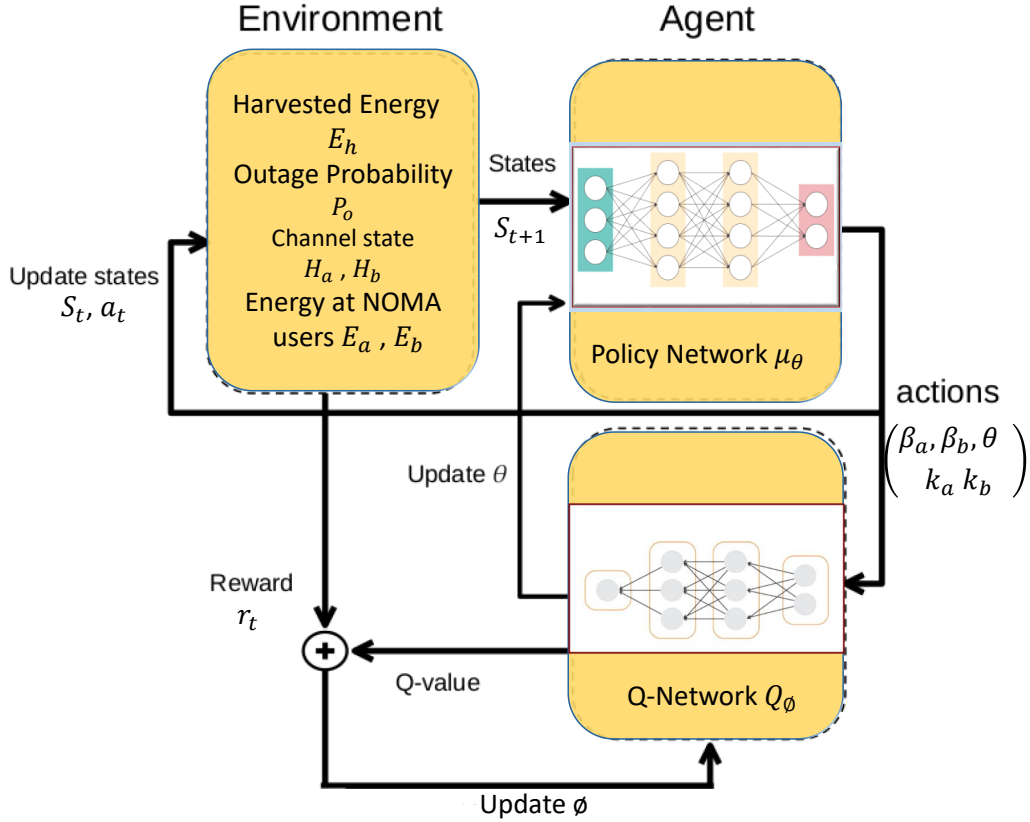 Environment
Agent
Harvested Energy
E_h
Outage Probability
P_o
Channel state
H_a , H_b
Energy at NOMA
users E_a , E_b
States
S_{t+1}
Policy Network μ_θ
Update states
S_t, a_t
actions
(β_a, β_b, θ
k_a k_b)
Update θ
Reward
r_t
+
Q-value
Q-Network Q_ø
Update ø